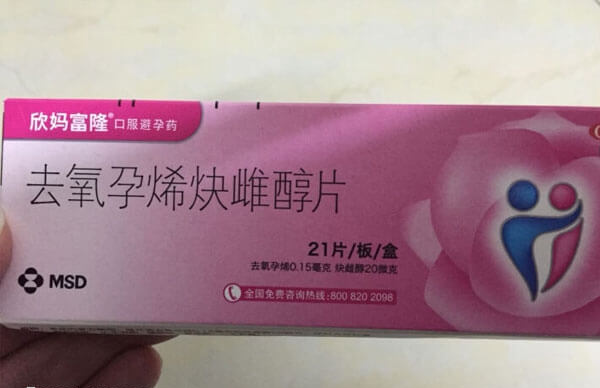 欣妈富隆® 口服避孕药
去氧孕烯炔雌醇片
21片/板/盒
去氧孕烯0.15毫克 炔雌醇20微克
MSD
全国免费咨询热线:800 820 2098